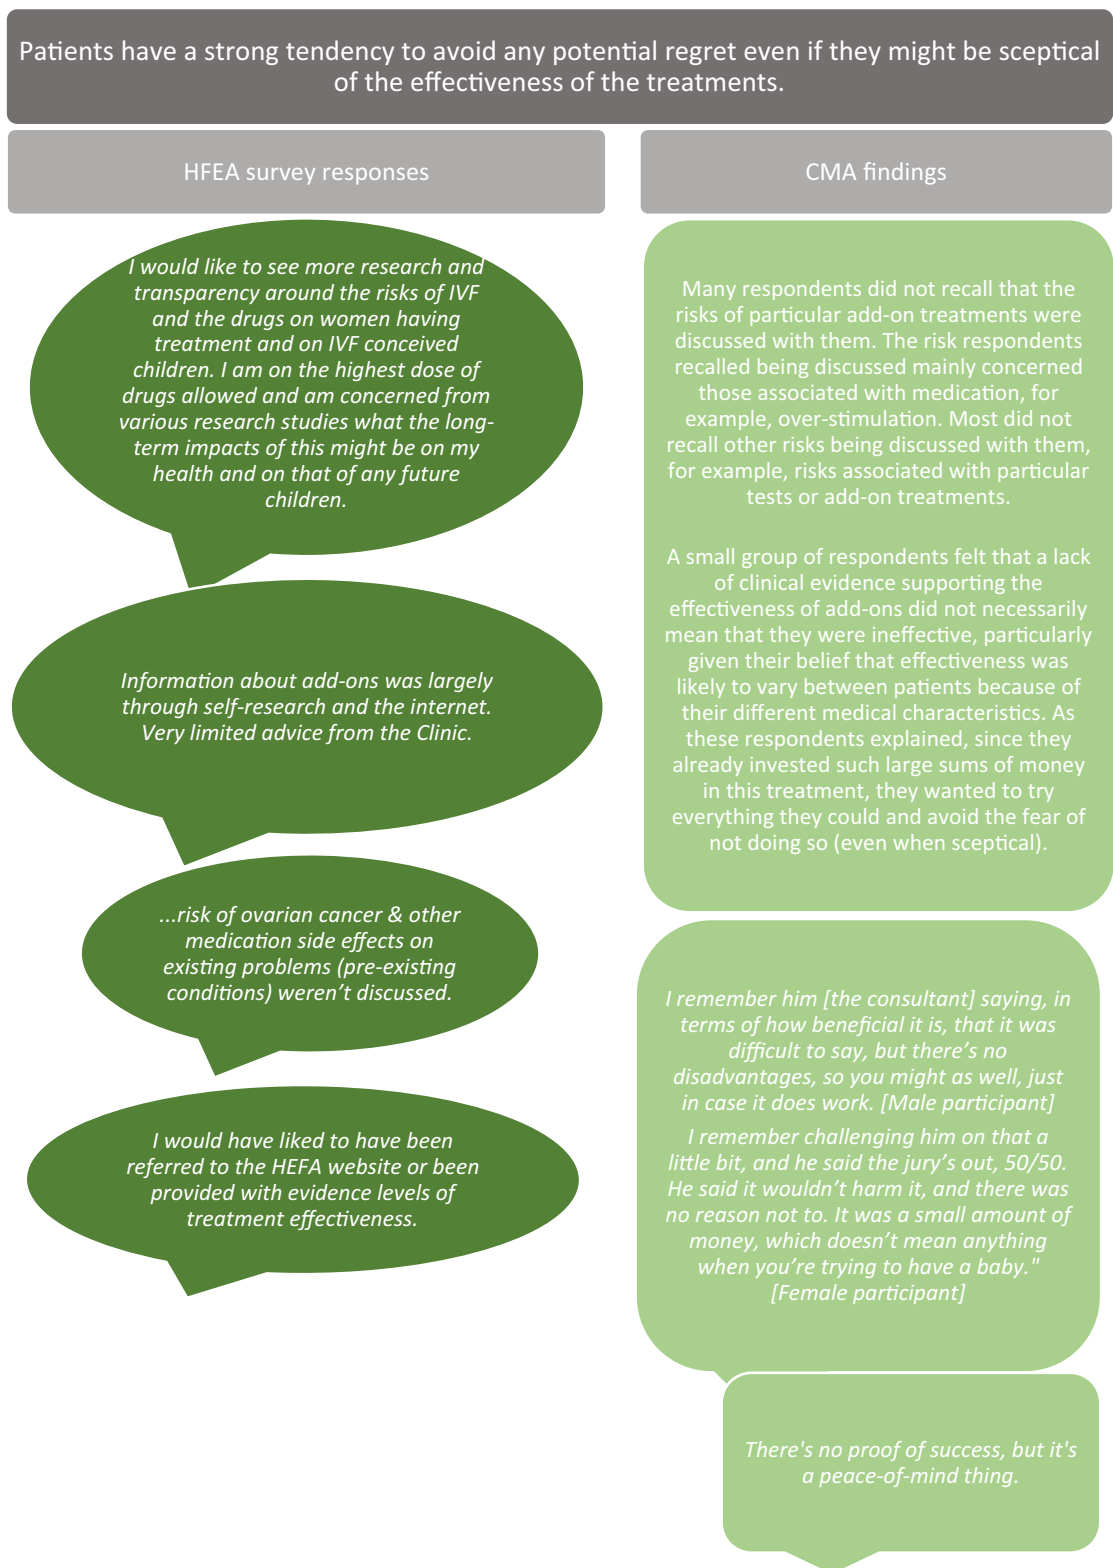 Patients have a strong tendency to avoid any potential regret even if they might be sceptical
of the effectiveness of the treatments.
HFEA survey responses
I would like to see more research and
transparency around the risks of IVF
and the drugs on women having
treatment and on IVF conceived
children. I am on the highest dose of
drugs allowed and am concerned from
various research studies what the long-
term impacts of this might be on my
health and on that of any future
children.
Information about add-ons was largely
through self-research and the internet.
Very limited advice from the Clinic.
...risk of ovarian cancer & other
medication side effects on
existing problems (pre-existing
conditions) weren’t discussed.
I would have liked to have been
referred to the HEFA website or been
provided with evidence levels of
treatment effectiveness.
CMA findings
Many respondents did not recall that the
risks of particular add-on treatments were
discussed with them. The risk respondents
recalled being discussed mainly concerned
those associated with medication, for
example, over-stimulation. Most did not
recall other risks being discussed with them,
for example, risks associated with particular
tests or add-on treatments.
A small group of respondents felt that a lack
of clinical evidence supporting the
effectiveness of add-ons did not necessarily
mean that they were ineffective, particularly
given their belief that effectiveness was
likely to vary between patients because of
their different medical characteristics. As
these respondents explained, since they
already invested such large sums of money
in this treatment, they wanted to try
everything they could and avoid the fear of
not doing so (even when sceptical).
I remember him [the consultant] saying, in
terms of how beneficial it is, that it was
difficult to say, but there’s no
disadvantages, so you might as well, just
in case it does work. [Male participant]
I remember challenging him on that a
little bit, and he said the jury’s out, 50/50.
He said it wouldn’t harm it, and there was
no reason not to. It was a small amount of
money, which doesn’t mean anything
when you’re trying to have a baby."
[Female participant]
There's no proof of success, but it's
a peace-of-mind thing.